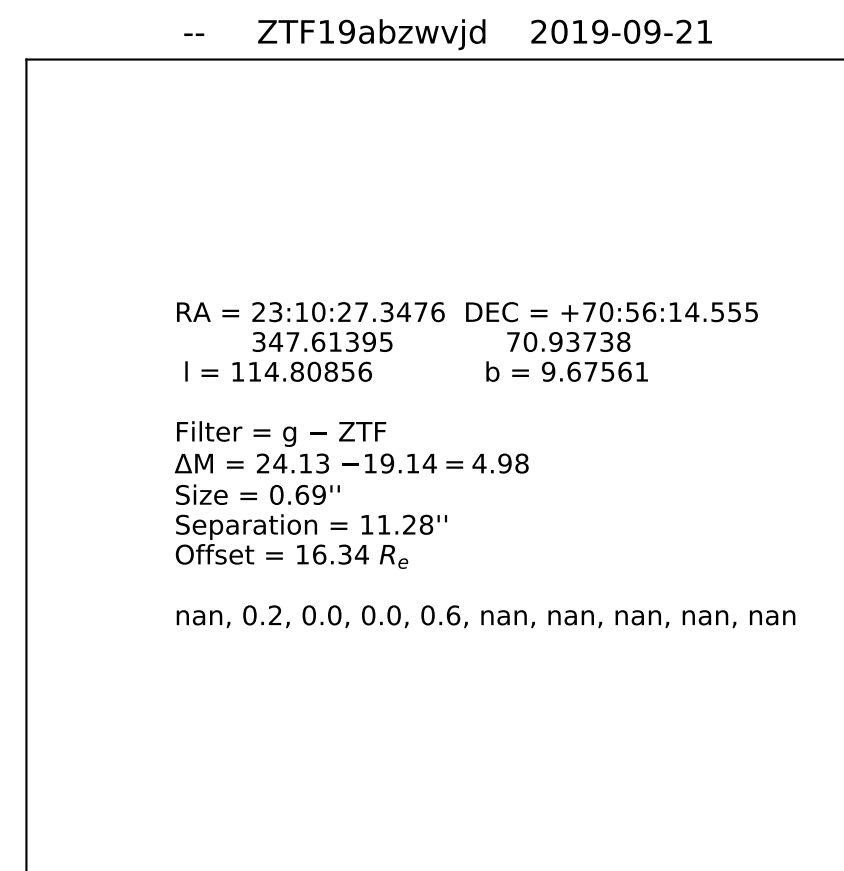 -- ZTF19abzwvjd 2019-09-21
RA = 23:10:27.3476 DEC = +70:56:14.555
347.61395 70.93738
l = 114.80856 b = 9.67561
Filter = g − ZTF
ΔM = 24.13 −19.14 = 4.98
Size = 0.69''
Separation = 11.28''
Offset = 16.34 Re
nan, 0.2, 0.0, 0.0, 0.6, nan, nan, nan, nan, nan